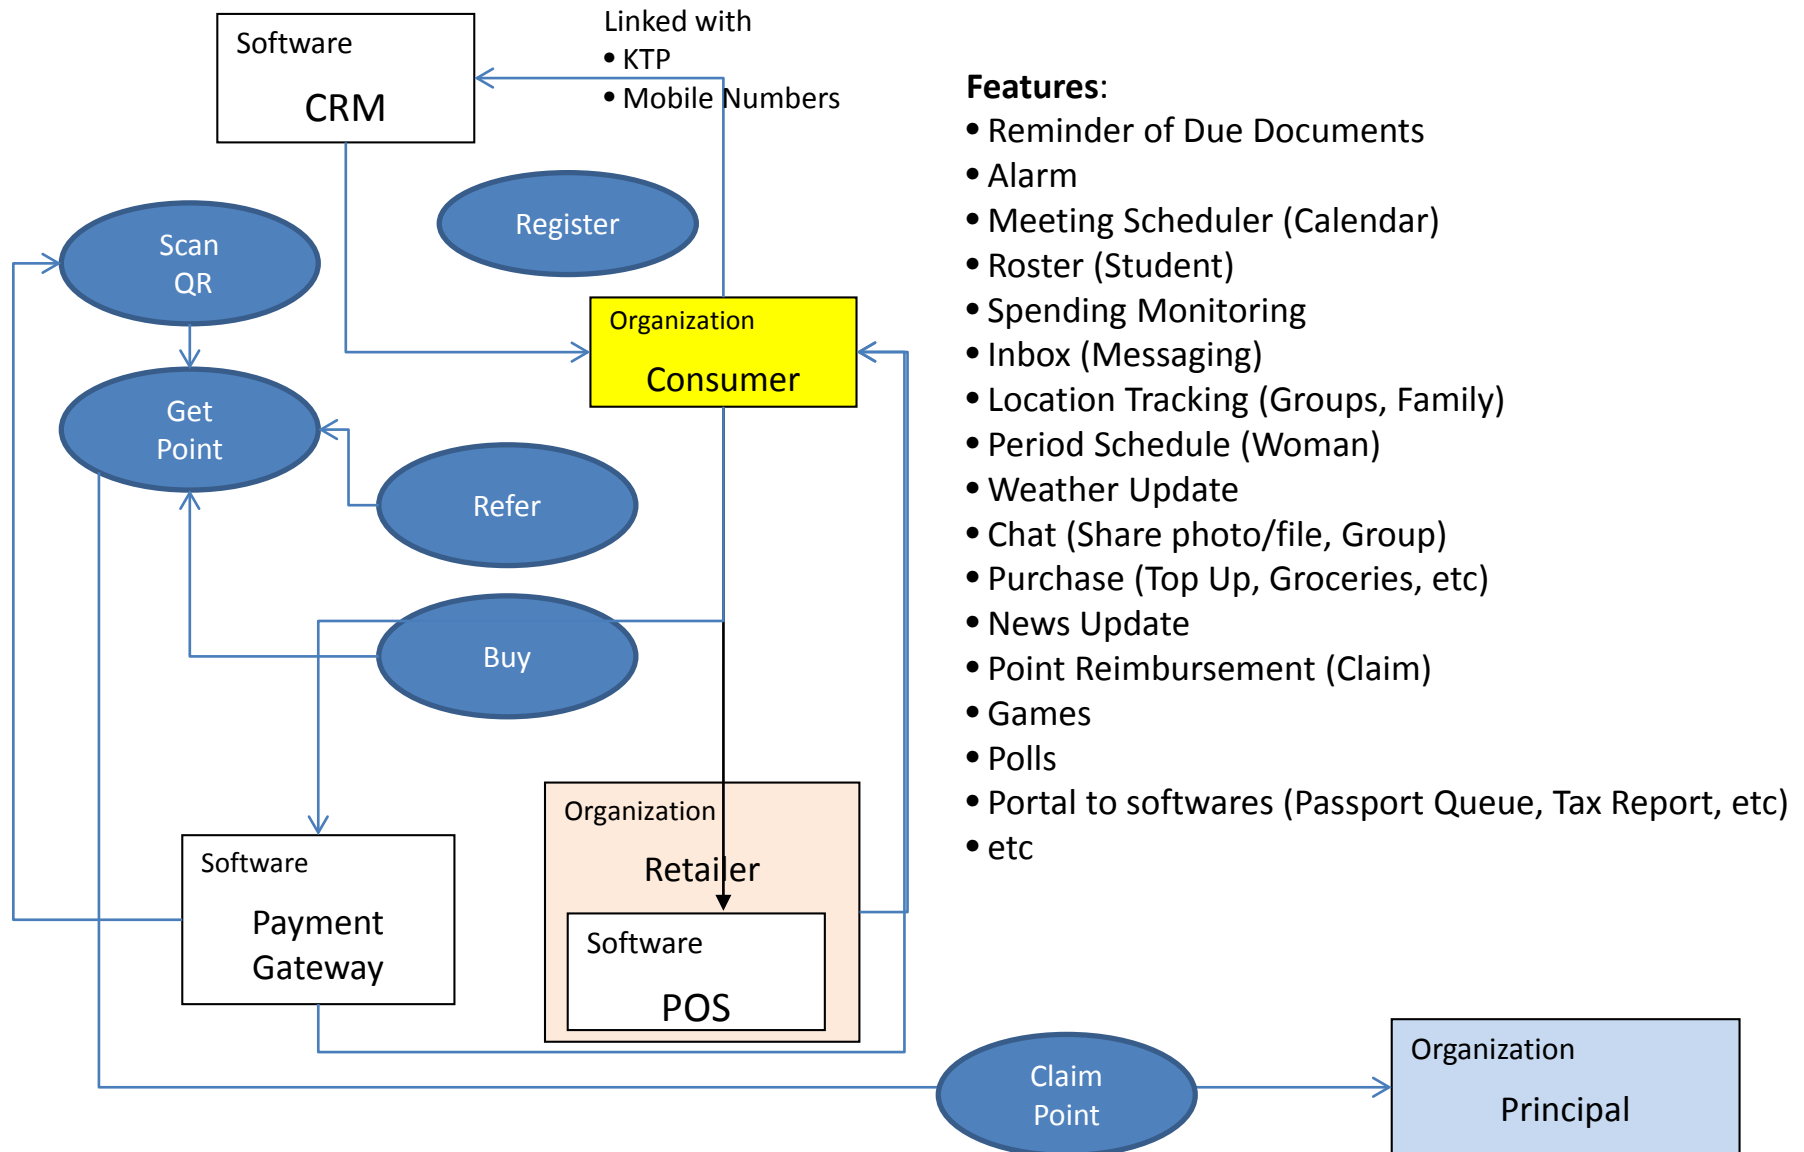 Linked with
• KTP
• Mobile Numbers
Software
CRM
Register
Scan
QR
Organization
Consumer
Get
Point
Refer
Buy
Organization
Retailer
Software
POS
Software
Payment
Gateway
Claim
Point
Organization
Principal
Features:
• Reminder of Due Documents
• Alarm
• Meeting Scheduler (Calendar)
• Roster (Student)
• Spending Monitoring
• Inbox (Messaging)
• Location Tracking (Groups, Family)
• Period Schedule (Woman)
• Weather Update
• Chat (Share photo/file, Group)
• Purchase (Top Up, Groceries, etc)
• News Update
• Point Reimbursement (Claim)
• Games
• Polls
• Portal to softwares (Passport Queue, Tax Report, etc)
• etc